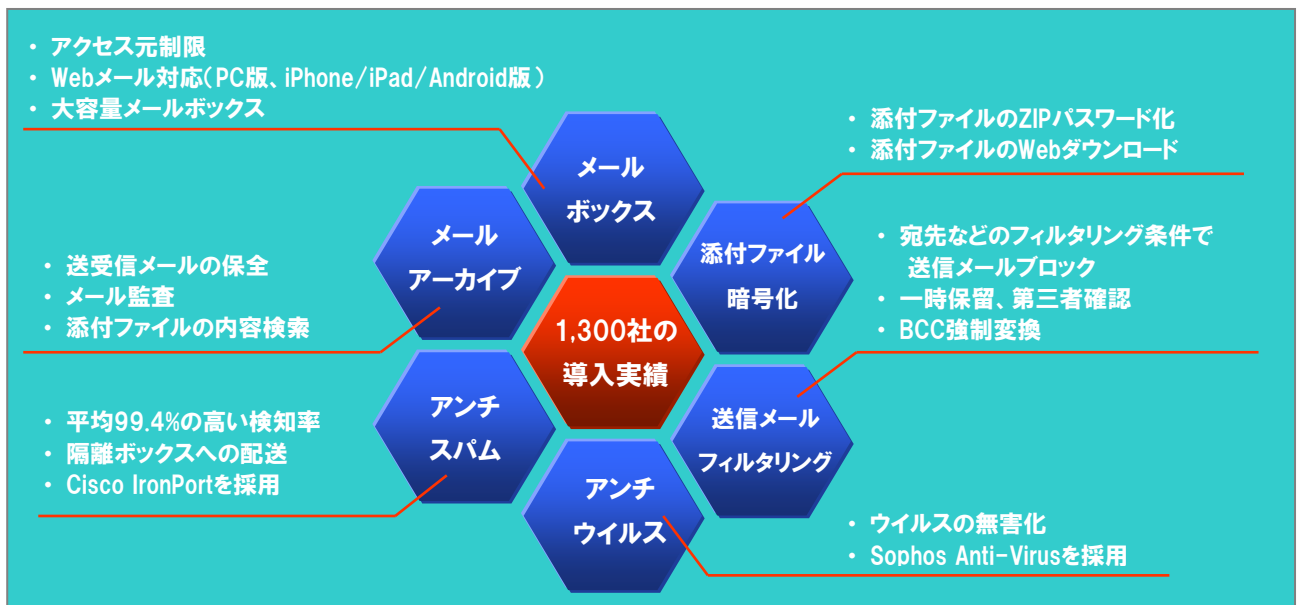 ・ アクセス元制限
・ Webメール対応(PC版、iPhone/iPad/Android版)
・ 大容量メールボックス
・ 添付ファイルのZIPパスワード化
・ 添付ファイルのWebダウンロード
メール
ボックス
メール
アーカイブ
添付ファイル
暗号化
・ 宛先などのフィルタリング条件で
送信メールブロック
・ 一時保留、第三者確認
・ BCC強制変換
・ 送受信メールの保全
・ メール監査
・ 添付ファイルの内容検索
1,300社の
導入実績
アンチ
スパム
送信メール
フィルタリング
・ 平均99.4%の高い検知率
・ 隔離ボックスへの配送
・ Cisco IronPortを採用
アンチ
ウイルス
・ ウイルスの無害化
・ Sophos Anti-Virusを採用